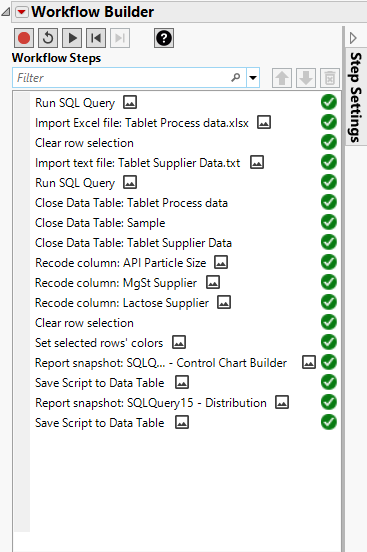 Workflow Builder
?
Workflow Steps
Filter
Run SQL Query
Import Excel file: Tablet Process data.xlsx
Clear row selection
Import text file: Tablet Supplier Data.txt
Run SQL Query
Close Data Table: Tablet Process data
Close Data Table: Sample
Close Data Table: Tablet Supplier Data
Recode column: API Particle Size
Recode column: MgSt Supplier
Recode column: Lactose Supplier
Clear row selection
Set selected rows' colors
Report snapshot: SQLQ... - Control Chart Builder
Save Script to Data Table
Report snapshot: SQLQuery15 - Distribution
Save Script to Data Table
Step Settings